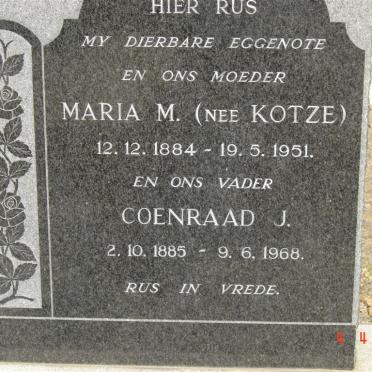 HIER RUS
MY DIERBARE EGGENOTE
EN ONS MOEDER
MARIA M. (NEE KOTZE)
12. 12. 1884 - 19. 5. 1951.
EN ONS VADER
COENRAAD J.
2. 10. 1885 - 9. 6. 1968.
RUS IN VREDE.